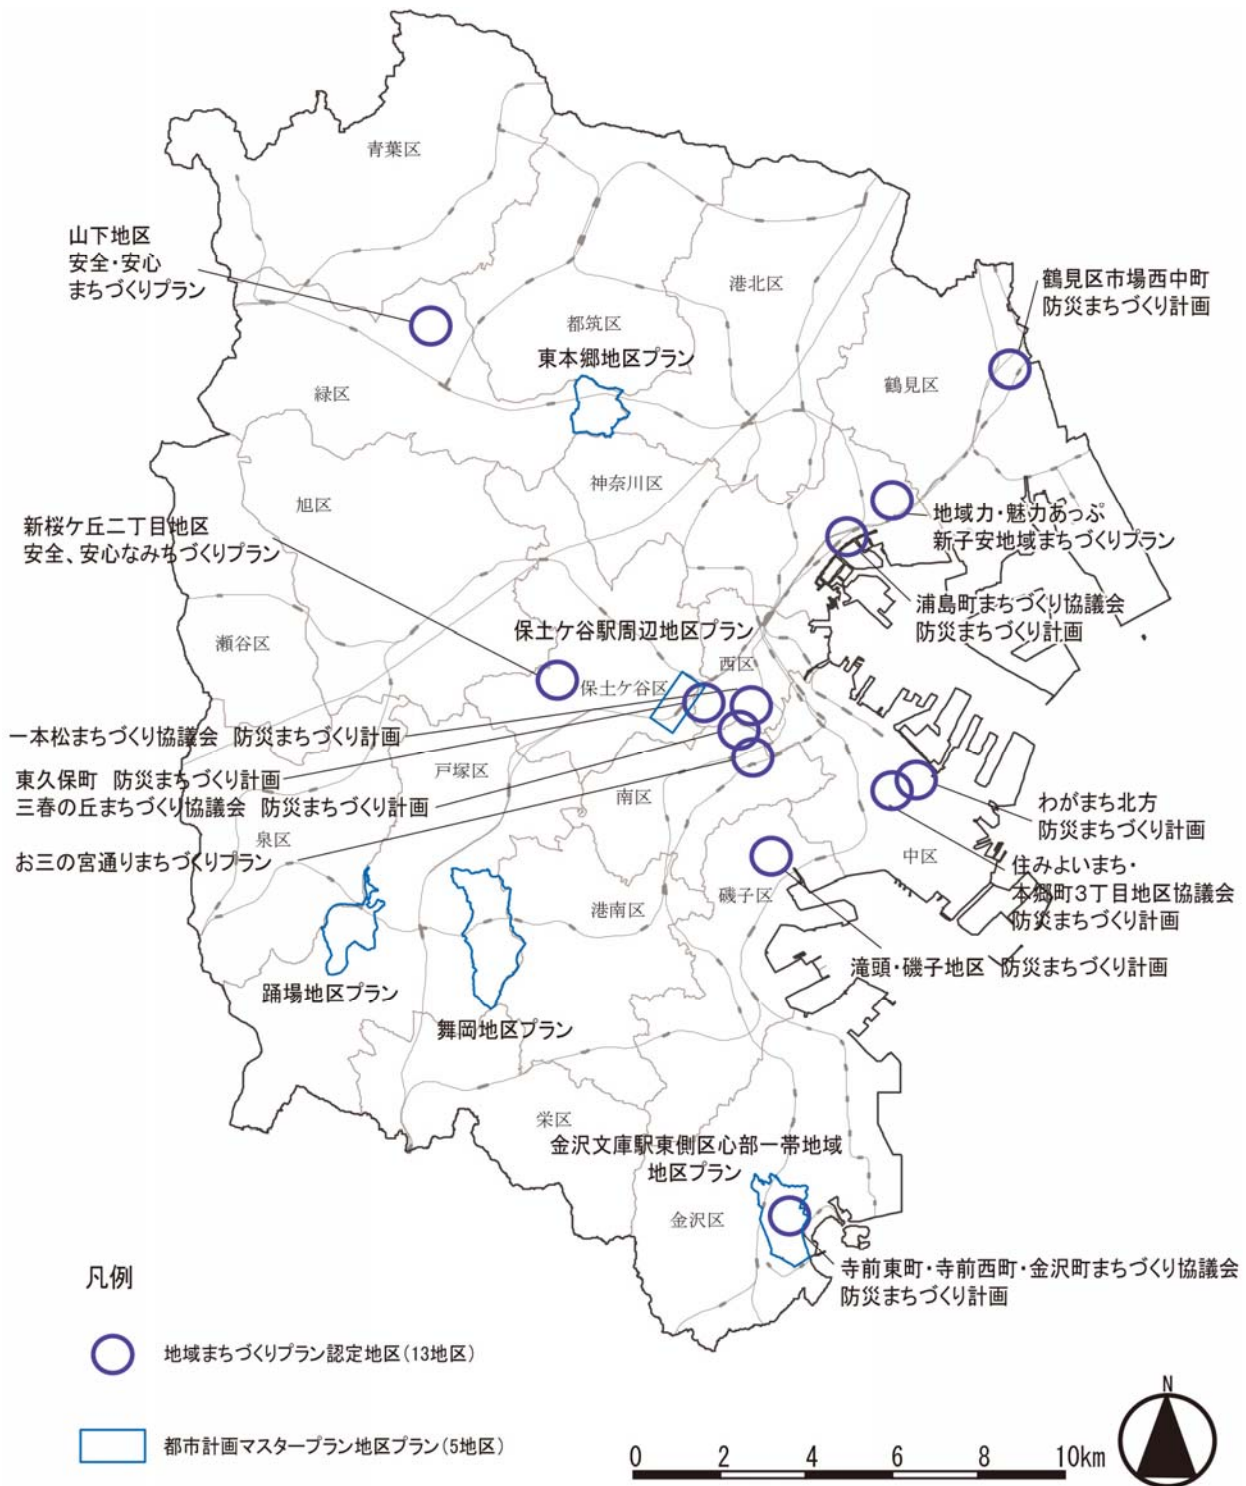 青葉区
山下地区
安全・安心
まちづくりプラン
港北区
鶴見区市場西中町
防災まちづくり計画
都筑区
東本郷地区プラン
緑区
鶴見区
神奈川区
旭区
地域力・魅力あっぷ
新子安地域まちづくりプラン
新桜ケ丘二丁目地区
安全、安心なみちづくりプラン
浦島町まちづくり協議会
防災まちづくり計画
瀬谷区
保土ケ谷駅周辺地区プラン
西区
保土ケ谷区
一本松まちづくり協議会 防災まちづくり計画
東久保町 防災まちづくり計画
戸塚区
三春の丘まちづくり協議会 防災まちづくり計画
南区
わがまち北方
防災まちづくり計画
泉区
お三の宮通りまちづくりプラン
中区
住みよいまち・
本郷町3丁目地区協議会
防災まちづくり計画
磯子区
港南区
滝頭・磯子地区 防災まちづくり計画
踊場地区プラン
舞岡地区プラン
栄区
金沢文庫駅東側区心部一帯地域
地区プラン
金沢区
寺前東町・寺前西町・金沢町まちづくり協議会
防災まちづくり計画
凡例
地域まちづくりプラン認定地区(13地区)
都市計画マスタープラン地区プラン(5地区)
N
0 2 4 6 8 10km